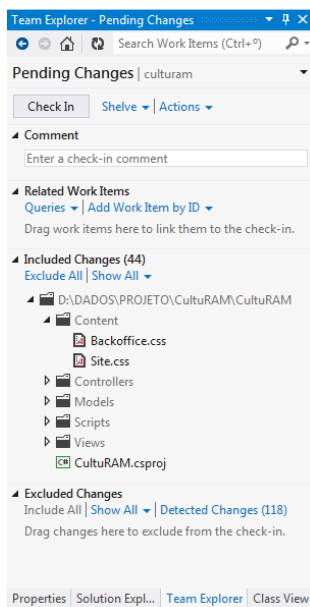 Team Explorer - Pending Changes
Search Work Items (Ctrl+º)
Pending Changes | culturam
Check In Shelve Actions
Comment
Enter a check-in comment
Related Work Items
Queries Add Work Item by ID
Drag work items here to link them to the check-in.
Included Changes (44)
Exclude All Show All
D:\DADOS\PROJETO\CultuRAM\CultuRAM
Content
Backoffice.css
Site.css
Controllers
Models
Scripts
Views
C# CultuRAM.csproj
Excluded Changes
Include All Show All Detected Changes (118)
Drag changes here to exclude from the check-in.
Properties Solution Expl... Team Explorer Class View